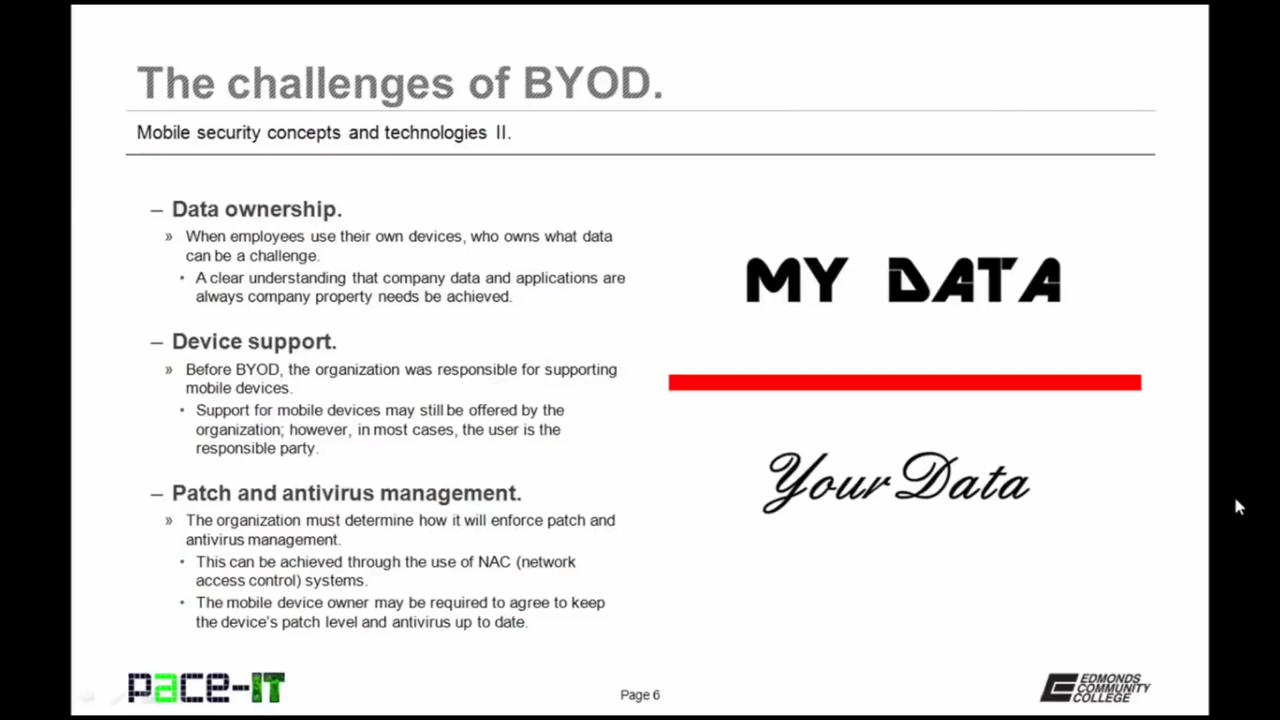 The challenges of BYOD.
Mobile security concepts and technologies II.
– Data ownership.
» When employees use their own devices, who owns what data
can be a challenge.
• A clear understanding that company data and applications are
always company property needs be achieved.
– Device support.
» Before BYOD, the organization was responsible for supporting
mobile devices.
• Support for mobile devices may still be offered by the
organization; however, in most cases, the user is the
responsible party.
– Patch and antivirus management.
» The organization must determine how it will enforce patch and
antivirus management.
• This can be achieved through the use of NAC (network
access control) systems.
• The mobile device owner may be required to agree to keep
the device's patch level and antivirus up to date.
MY DATA
Your Data
pace-IT
Page 6
EDMONDS
COMMUNITY
COLLEGE